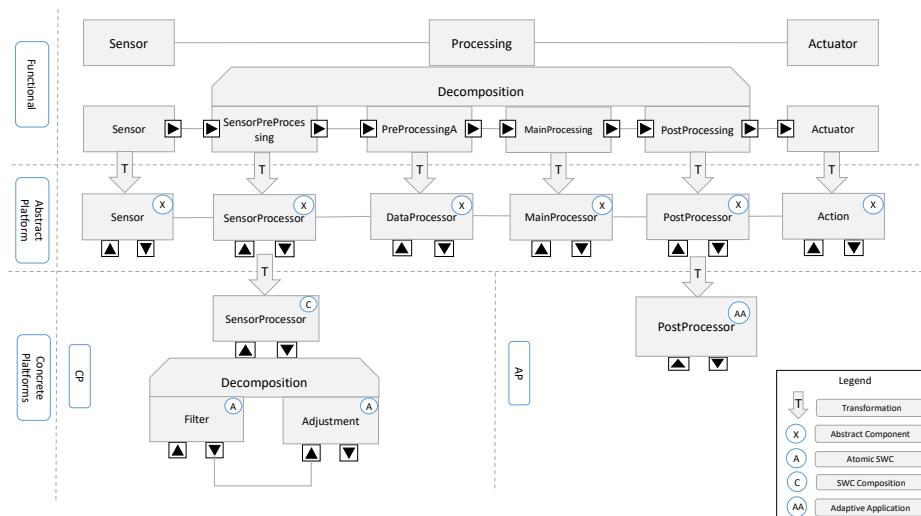 Sensor
Processing
Actuator
Functional
Decomposition
Sensor
SensorPreProces
sing
PreProcessingA
MainProcessing
PostProcessing
Actuator
T
T
T
T
T
T
Abstract
Platform
Sensor
X
SensorProcessor
X
DataProcessor
X
MainProcessor
X
PostProcessor
X
Action
X
T
T
Concrete
Plaltforms
CP
SensorProcessor
C
Decomposition
Filter
A
Adjustment
A
AP
PostProcessor
AA
Legend
T
Transformation
X
Abstract Component
A
Atomic SWC
C
SWC Composition
AA
Adaptive Application